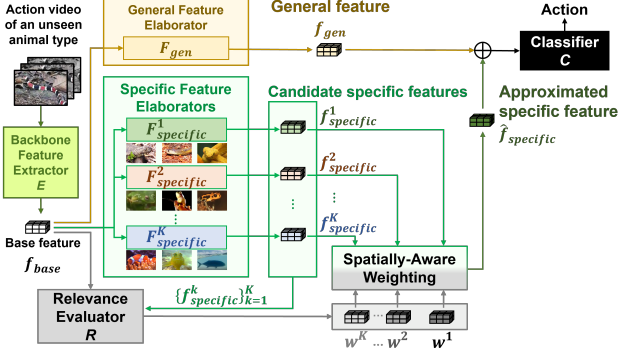 Action video
of an unseen
animal type
General Feature
Elaborator
F_gen
General feature
f_gen
Action
Classifier
C
Backbone
Feature
Extractor
E
Base feature
f_base
Specific Feature
Elaborators
F^1_specific
F^2_specific
⋮
F^K_specific
Candidate specific features
f^1_specific
f^2_specific
⋮ ⋮
f^K_specific
Approximated
specific feature
f̂_specific
Spatially-Aware
Weighting
{f^k_specific}^K_k=1
Relevance
Evaluator
R
...
w^K ... w^2 w^1